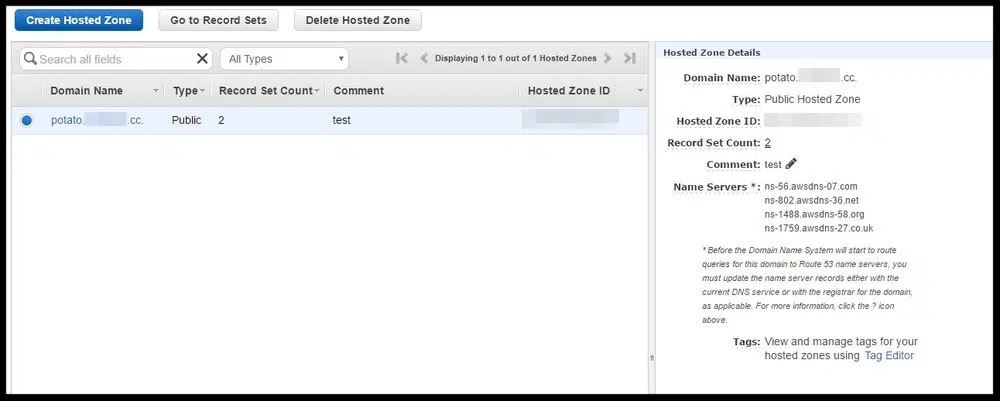 Create Hosted Zone Go to Record Sets Delete Hosted Zone
Search all fields All Types Displaying 1 to 1 out of 1 Hosted Zones
Domain Name Type Record Set Count Comment Hosted Zone ID
potato. .cc. Public 2 test
Hosted Zone Details
Domain Name: potato. .cc.
Type: Public Hosted Zone
Hosted Zone ID:
Record Set Count: 2
Comment: test
Name Servers *: ns-56.awsdns-07.com
ns-802.awsdns-36.net
ns-1488.awsdns-58.org
ns-1759.awsdns-27.co.uk
* Before the Domain Name System will start to route
queries for this domain to Route 53 name servers, you
must update the name server records either with the
current DNS service or with the registrar for the domain,
as applicable. For more information, click the ? icon
above.
Tags: View and manage tags for your
hosted zones using Tag Editor